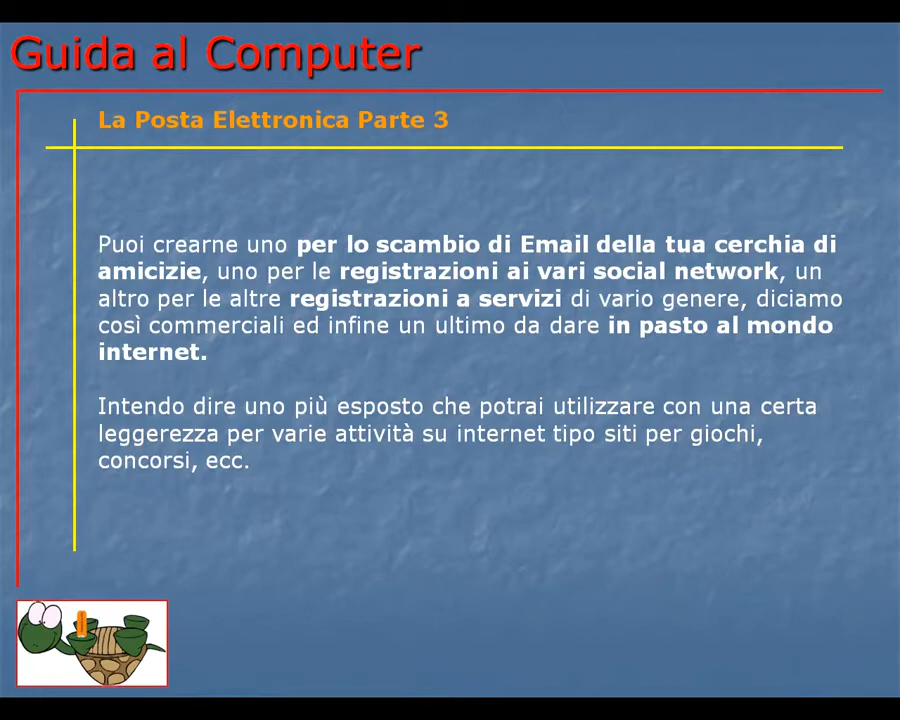 Guida al Computer
La Posta Elettronica Parte 3
Puoi crearne uno per lo scambio di Email della tua cerchia di
amicizie, uno per le registrazioni ai vari social network, un
altro per le altre registrazioni a servizi di vario genere, diciamo
così commerciali ed infine un ultimo da dare in pasto al mondo
internet.
Intendo dire uno più esposto che potrai utilizzare con una certa
leggerezza per varie attività su internet tipo siti per giochi,
concorsi, ecc.